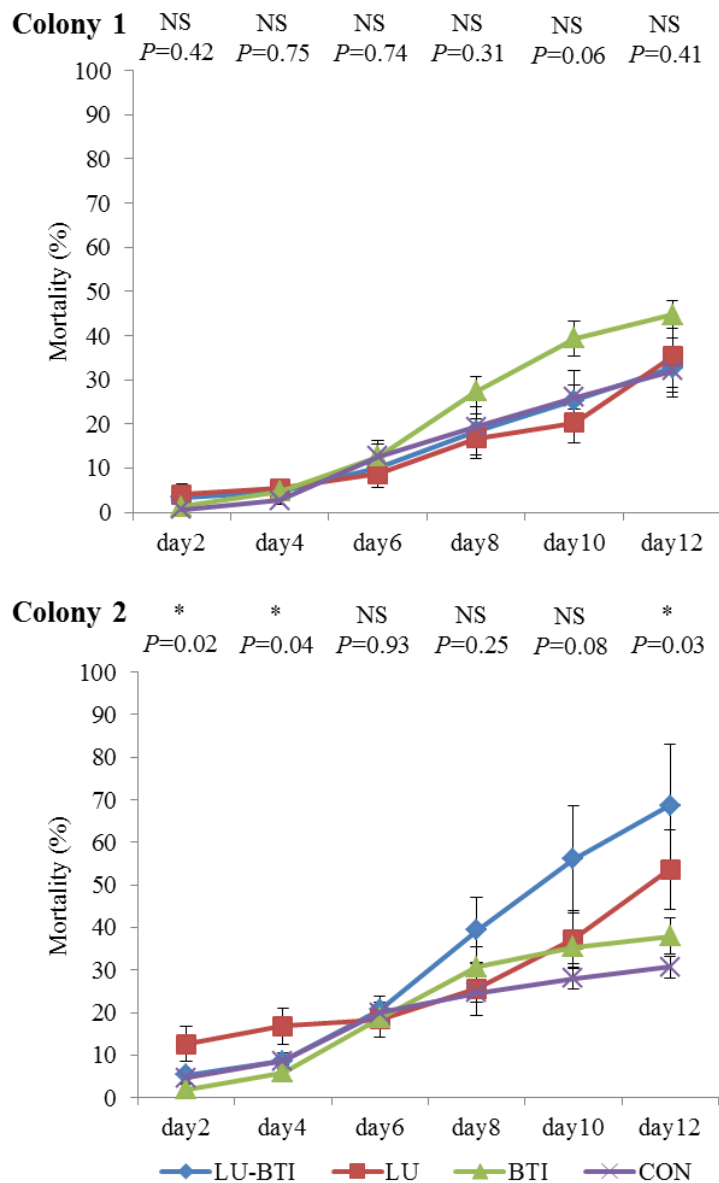 Colony 1
NS NS NS NS NS NS
P=0.42 P=0.75 P=0.74 P=0.31 P=0.06 P=0.41
Mortality (%)
100
90
80
70
60
50
40
30
20
10
0
day2 day4 day6 day8 day10 day12
Colony 2
* * NS NS NS *
P=0.02 P=0.04 P=0.93 P=0.25 P=0.08 P=0.03
Mortality (%)
100
90
80
70
60
50
40
30
20
10
0
day2 day4 day6 day8 day10 day12
LU-BTI LU BTI CON